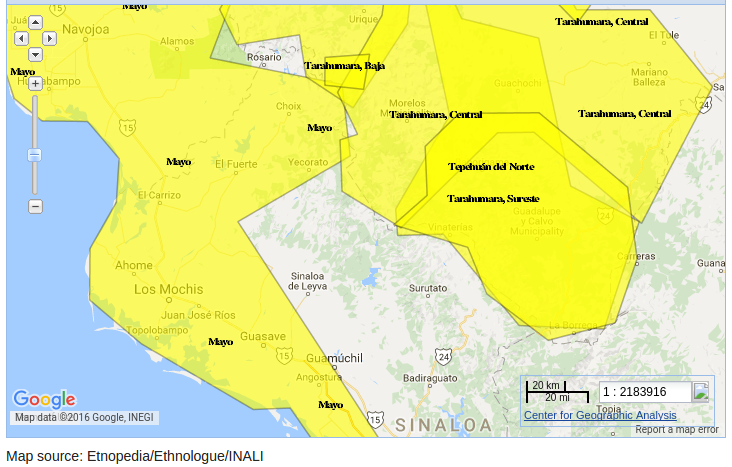 Mayo
Urique
Tarahumara, Central
Navojoa
Alamos
El Tule
Rosario
Tarahumara, Baja
Mayo
Huatabampo
Mariano
Balleza
Guachochi
24
Choix
Morelos
Tarahumara, Central
Tarahumara, Central
15
Mayo
Mayo
El Fuerte
Yecorato
Tepehuán del Norte
El Carrizo
Tarahumara, Sureste
Guadalupe
y Calvo
Municipality
24
Vinaterias
Carreras
Guana
Ahome
Sinaloa
de Leyva
Los Mochis
Surutato
Juan José Ríos
Topolobampo
Guasave
Mayo
15
Guamúchil
24
Angostura
Badiraguato
Mayo
15
SINALOA
20 km
20 mi
1 : 2183916
Center for Geographic Analysis
Topia
Report a map error
Google
Map data ©2016 Google, INEGI
Map source: Etnopedia/Ethnologue/INALI